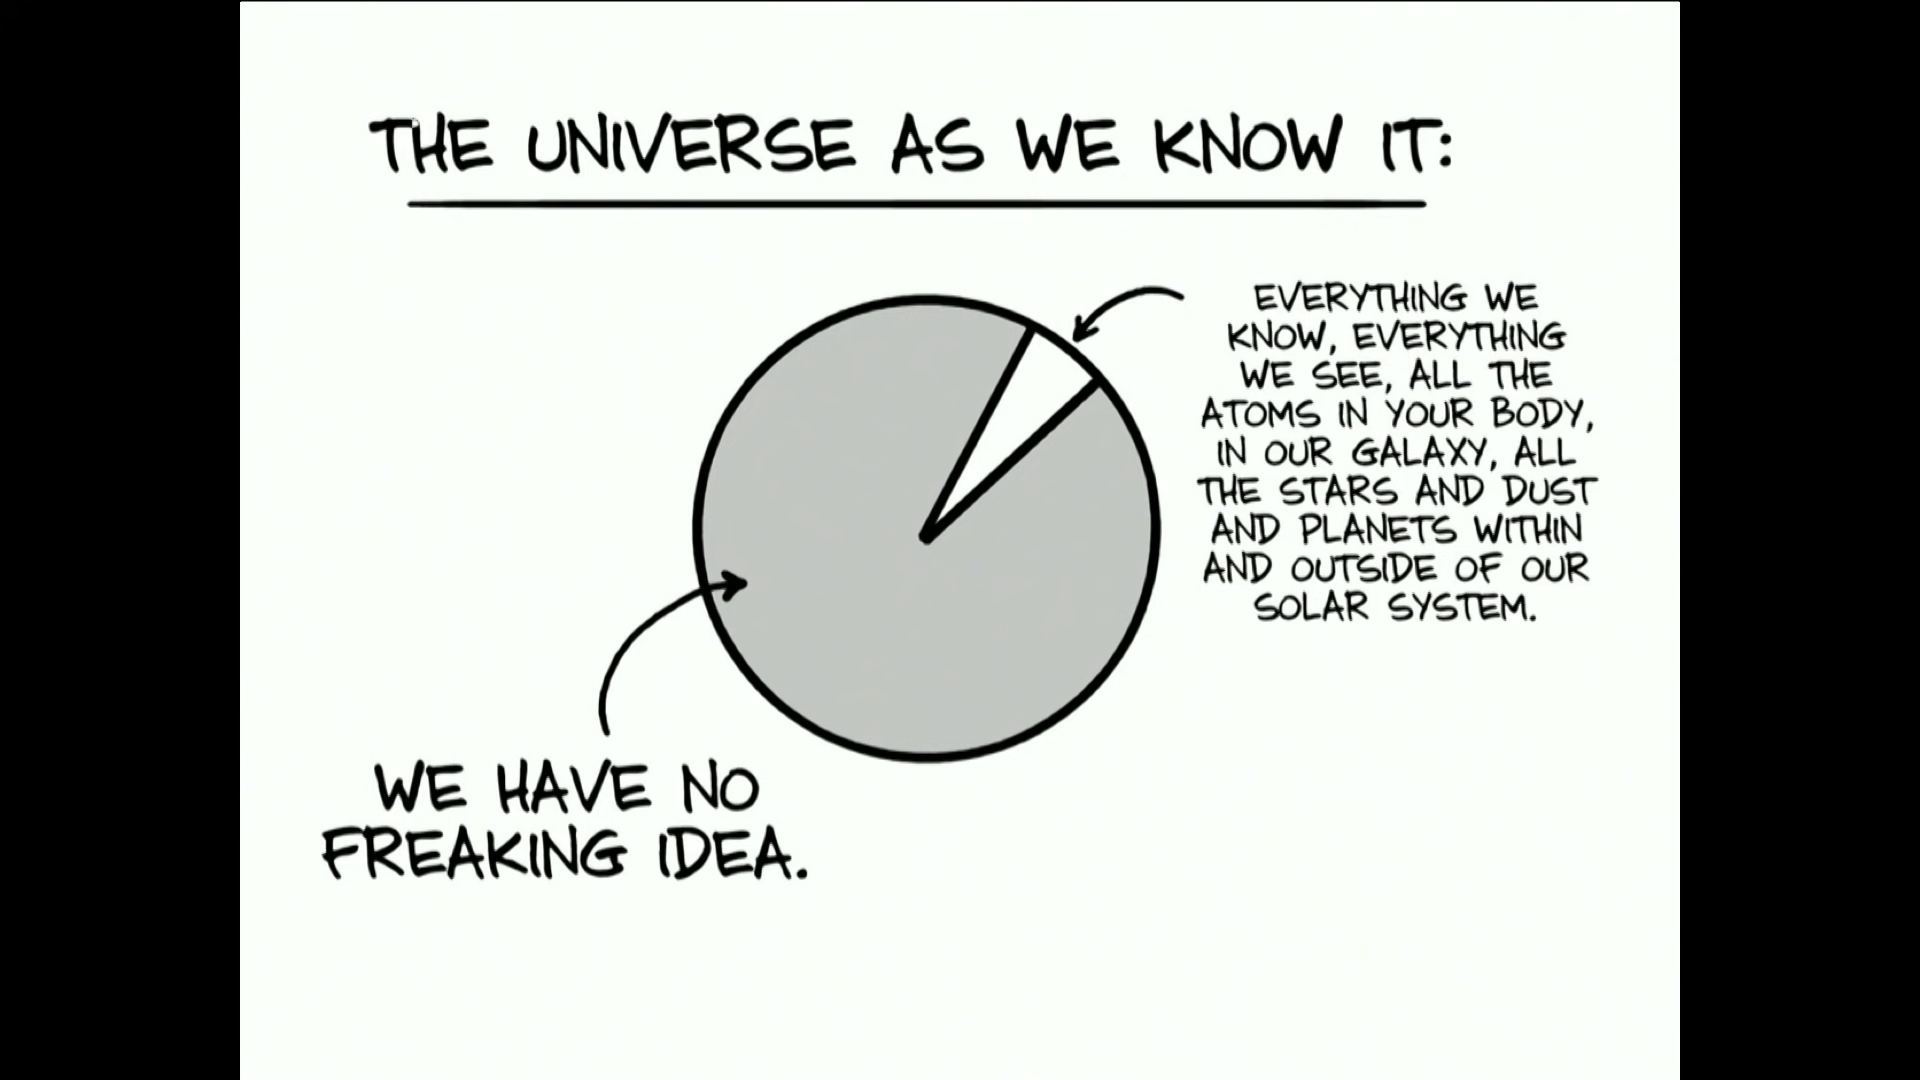 THE UNIVERSE AS WE KNOW IT:
EVERYTHING WE
KNOW, EVERYTHING
WE SEE, ALL THE
ATOMS IN YOUR BODY,
IN OUR GALAXY, ALL
THE STARS AND DUST
AND PLANETS WITHIN
AND OUTSIDE OF OUR
SOLAR SYSTEM.
WE HAVE NO
FREAKING IDEA.